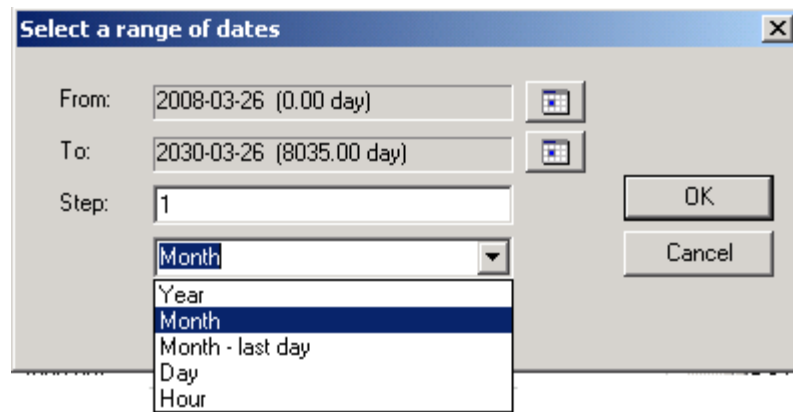 Select a range of dates
From: 2008-03-26 (0.00 day)
To: 2030-03-26 (8035.00 day)
Step: 1
OK
Month
Cancel
Year
Month
Month - last day
Day
Hour